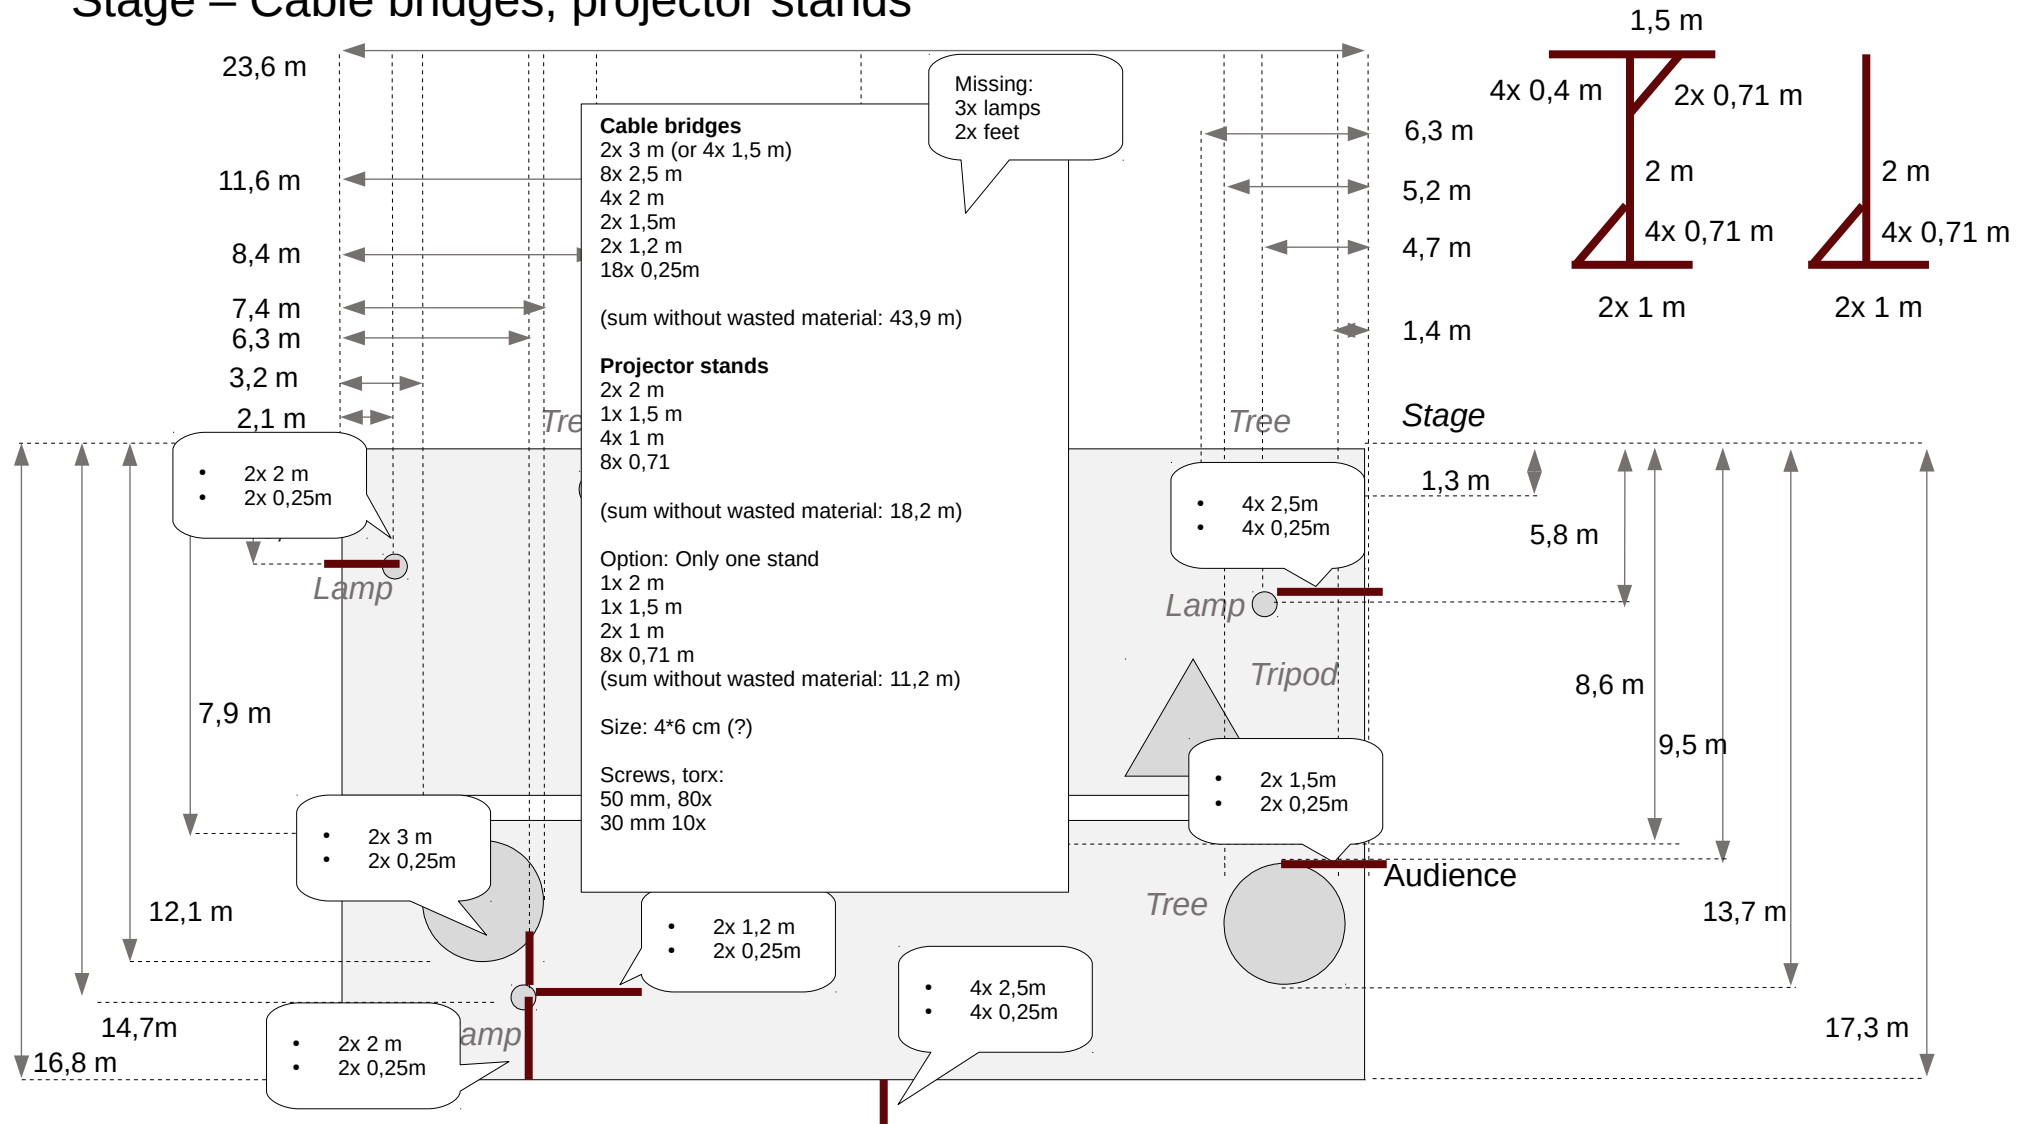 Stage – Cable bridges, projector stands
1,5 m
4x 0,4 m
2x 0,71 m
2 m
4x 0,71 m
2x 1 m
2 m
4x 0,71 m
2x 1 m
23,6 m
11,6 m
8,4 m
7,4 m
6,3 m
3,2 m
2,1 m
Missing:
3x lamps
2x feet
6,3 m
5,2 m
4,7 m
1,4 m
Cable bridges
2x 3 m (or 4x 1,5 m)
8x 2,5 m
4x 2 m
2x 1,5m
2x 1,2 m
18x 0,25m
(sum without wasted material: 43,9 m)
Projector stands
2x 2 m
1x 1,5 m
4x 1 m
8x 0,71
(sum without wasted material: 18,2 m)
Option: Only one stand
1x 2 m
1x 1,5 m
2x 1 m
8x 0,71 m
(sum without wasted material: 11,2 m)
Size: 4*6 cm (?)
Screws, torx:
50 mm, 80x
30 mm 10x
Tre
Tree
Stage
• 2x 2 m
• 2x 0,25m
Lamp
• 4x 2,5m
• 4x 0,25m
Lamp
Tripod
1,3 m
5,8 m
8,6 m
9,5 m
13,7 m
17,3 m
7,9 m
12,1 m
14,7m
16,8 m
• 2x 3 m
• 2x 0,25m
• 2x 1,5m
• 2x 0,25m
Audience
Tree
• 2x 1,2 m
• 2x 0,25m
• 4x 2,5m
• 4x 0,25m
amp
• 2x 2 m
• 2x 0,25m